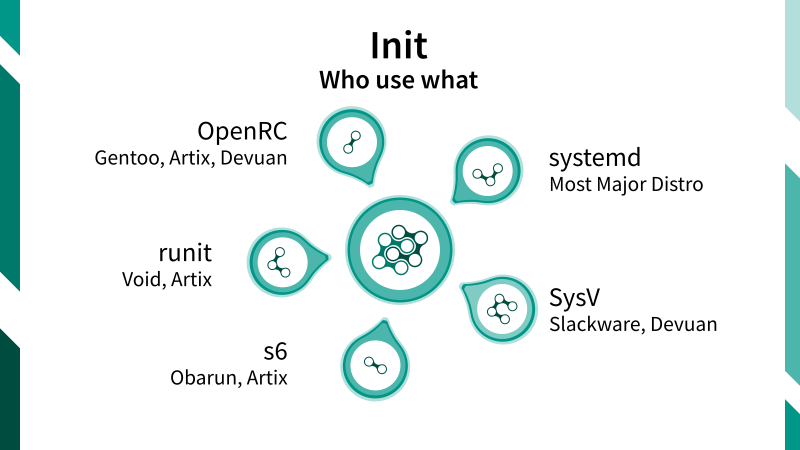 Init
Who use what
OpenRC
Gentoo, Artix, Devuan
systemd
Most Major Distro
runit
Void, Artix
SysV
Slackware, Devuan
s6
Obarun, Artix